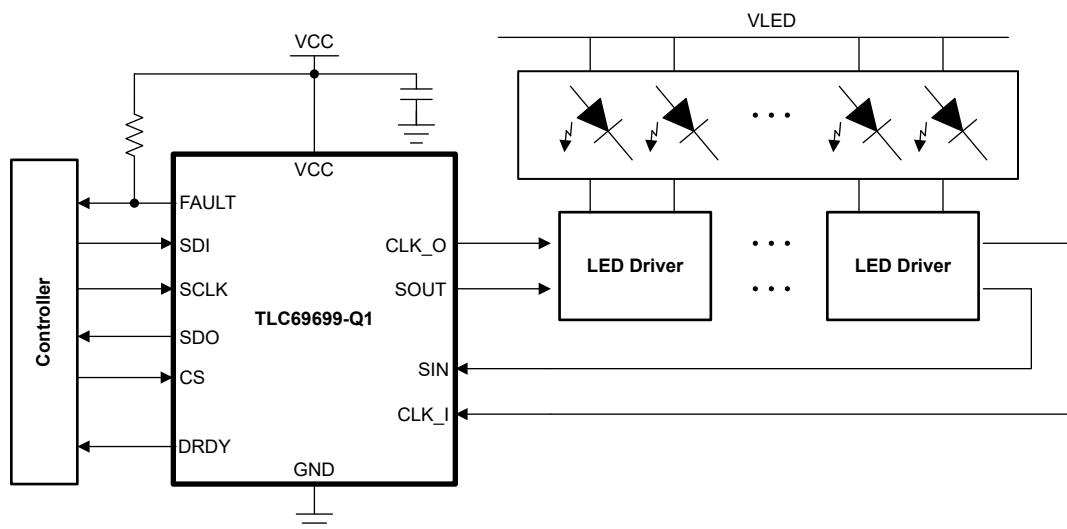 VLED
VCC
VCC
FAULT
SDI
CLK_O
LED Driver
LED Driver
SCLK
SOUT
Controller
TLC69699-Q1
SDO
SIN
CS
CLK_I
DRDY
GND